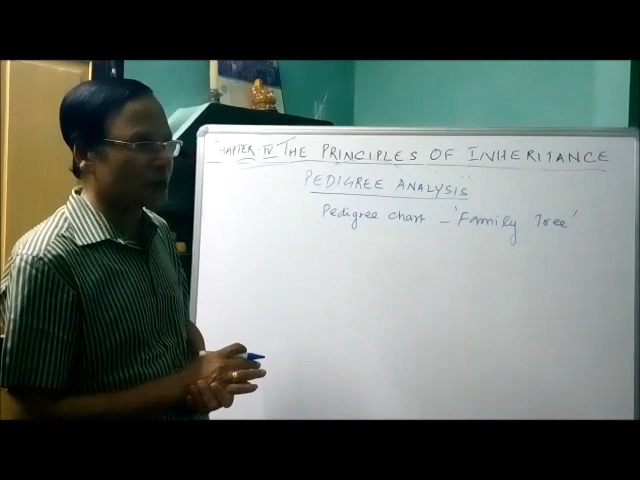 CHAPTER-IV THE PRINCIPLES OF INHERITANCE
PEDIGREE ANALYSIS
Pedigree chart - 'Family Tree'